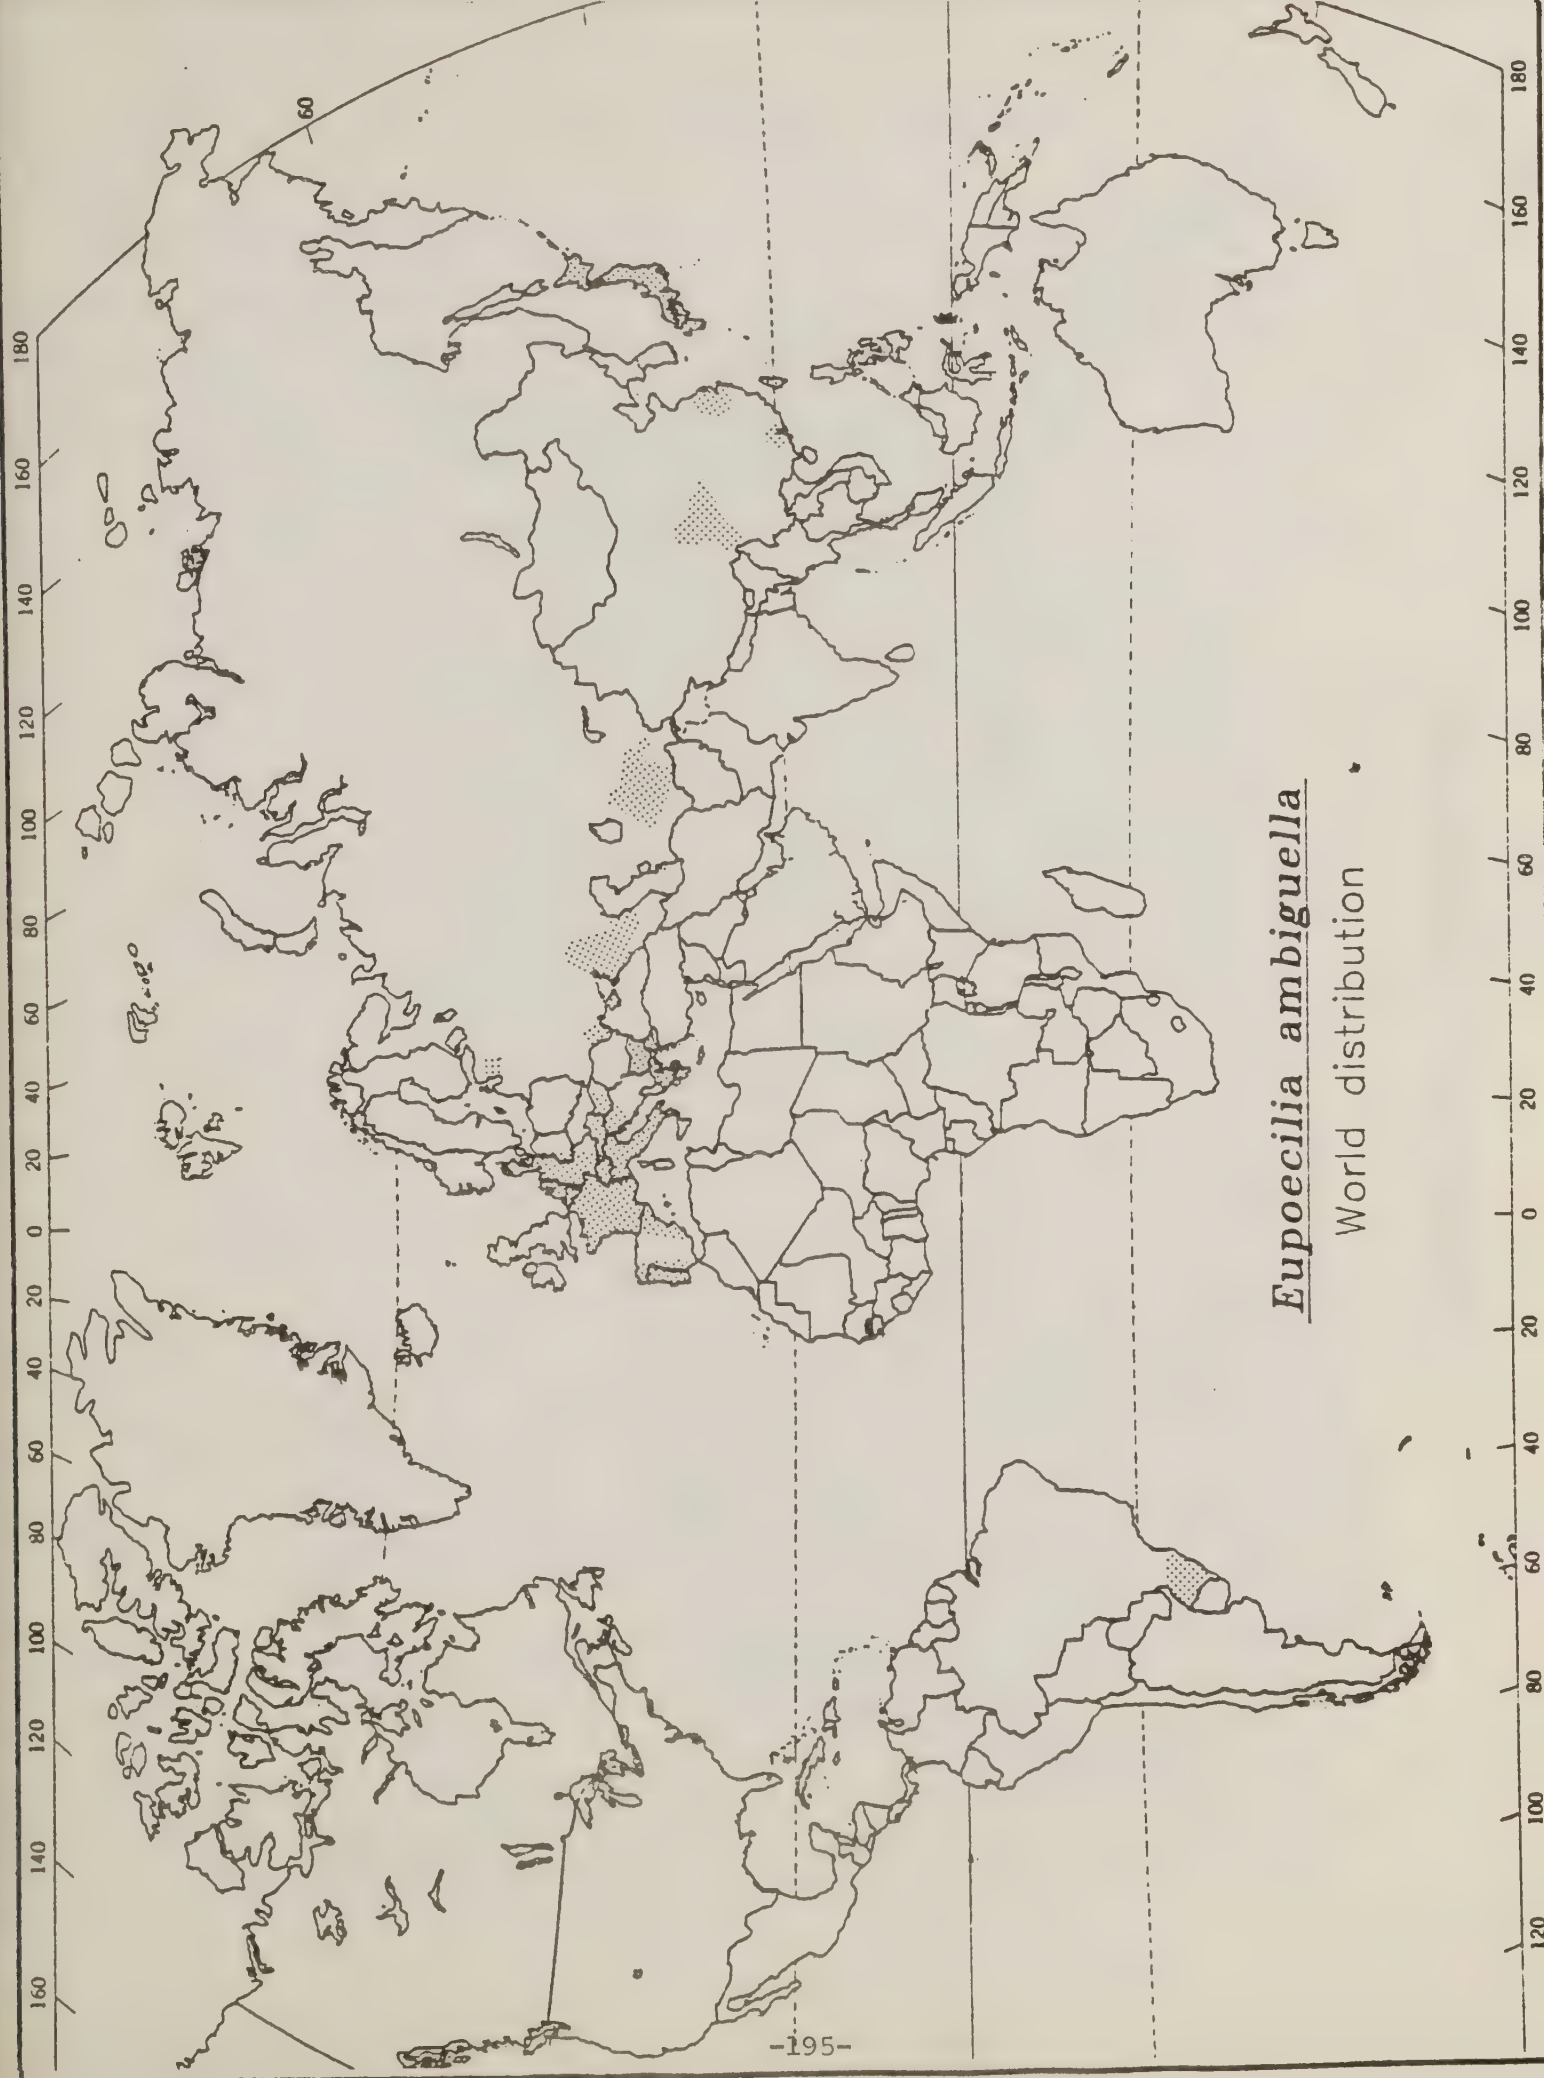 160 140 120 100 80 60 40 20 0 20 40 60 80 100 120 140 160 180
60
Eupoecilia ambiguella
World distribution
120 100 80 60 40 20 0 20 40 60 80 100 120 140 160 180
-195-